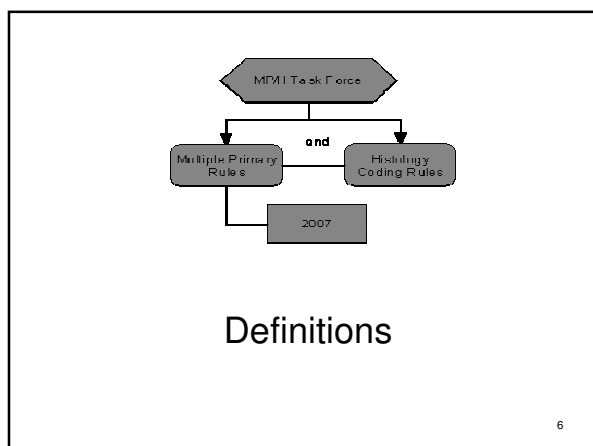 MP/H Task Force
and
Multiple Primary
Rules
Histology
Coding Rules
2007
Definitions
6